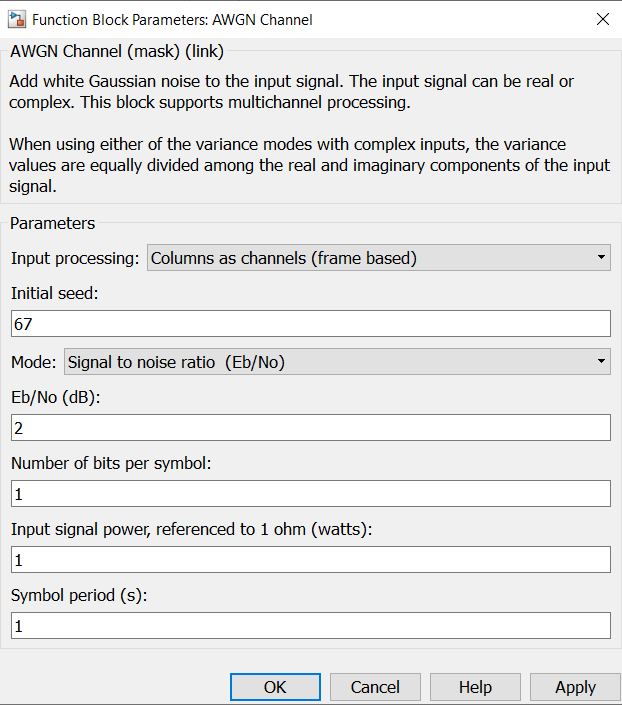 Function Block Parameters: AWGN Channel
AWGN Channel (mask) (link)
Add white Gaussian noise to the input signal. The input signal can be real or
complex. This block supports multichannel processing.
When using either of the variance modes with complex inputs, the variance
values are equally divided among the real and imaginary components of the input
signal.
Parameters
Input processing: Columns as channels (frame based)
Initial seed:
67
Mode: Signal to noise ratio  (Eb/No)
Eb/No (dB):
2
Number of bits per symbol:
1
Input signal power, referenced to 1 ohm (watts):
1
Symbol period (s):
1
OK Cancel Help Apply